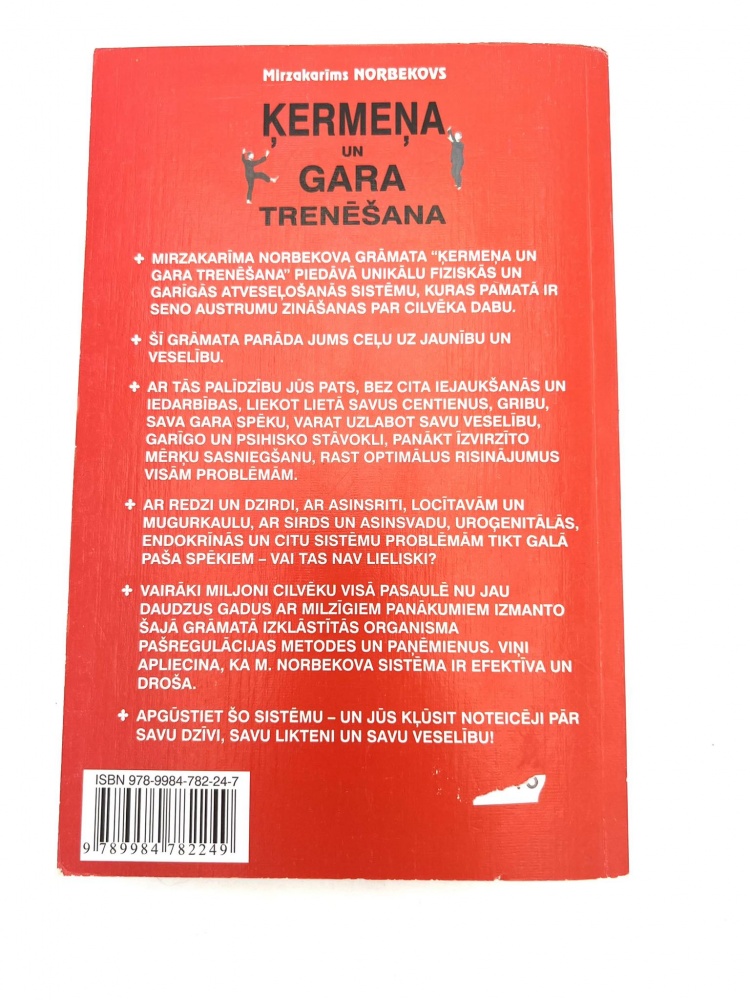 Mirzakarīms NORBEKOVS
ĶERMEŅA
UN
GARA
TRENĒŠANA
+ MIRZAKARĪMA NORBEKOVA GRĀMATA "ĶERMEŅA UN
GARA TRENĒŠANA" PIEDĀVĀ UNIKĀLU FIZISKĀS UN
GARĪGĀS ATVESEĻOŠANĀS SISTĒMU, KURAS PAMATĀ IR
SENO AUSTRUMU ZINĀŠANAS PAR CILVĒKA DABU.
+ ŠĪ GRĀMATA PARĀDA JUMS CEĻU UZ JAUNĪBU UN
VESELĪBU.
+ AR TĀS PALĪDZĪBU JŪS PATS, BEZ CITA IEJAUKŠANĀS UN
IEDARBĪBAS, LIEKOT LIETĀ SAVUS CENTIENUS, GRIBU,
SAVA GARA SPĒKU, VARAT UZLABOT SAVU VESELĪBU,
GARĪGO UN PSIHISKO STĀVOKLI, PANĀKT IZVIRZĪTO
MĒRĶU SASNIEGŠANU, RAST OPTIMĀLUS RISINĀJUMUS
VISĀM PROBLĒMĀM.
+ AR REDZI UN DZIRDI, AR ASINSRITI, LOCĪTAVĀM UN
MUGURKAULU, AR SIRDS UN ASINSVADU, UROĢENITĀLĀS,
ENDOKRĪNĀS UN CITU SISTĒMU PROBLĒMĀM TIKT GALĀ
PAŠA SPĒKIEM – VAI TAS NAV LIELISKI?
+ VAIRĀKI MILJONI CILVĒKU VISĀ PASAULĒ NU JAU
DAUDZUS GADUS AR MILZĪGIEM PANĀKUMIEM IZMANTO
ŠAJĀ GRĀMATĀ IZKLĀSTĪTĀS ORGANISMA
PAŠREGULĀCIJAS METODES UN PAŅĒMIENUS. VIŅI
APLIECINA, KA M. NORBEKOVA SISTĒMA IR EFEKTĪVA UN
DROŠA.
+ APGŪSTIET ŠO SISTĒMU – UN JŪS KĻŪSIT NOTEICĒJI PĀR
SAVU DZĪVI, SAVU LIKTENI UN SAVU VESELĪBU!
ISBN 978-9984-782-24-7
9 789984 782249